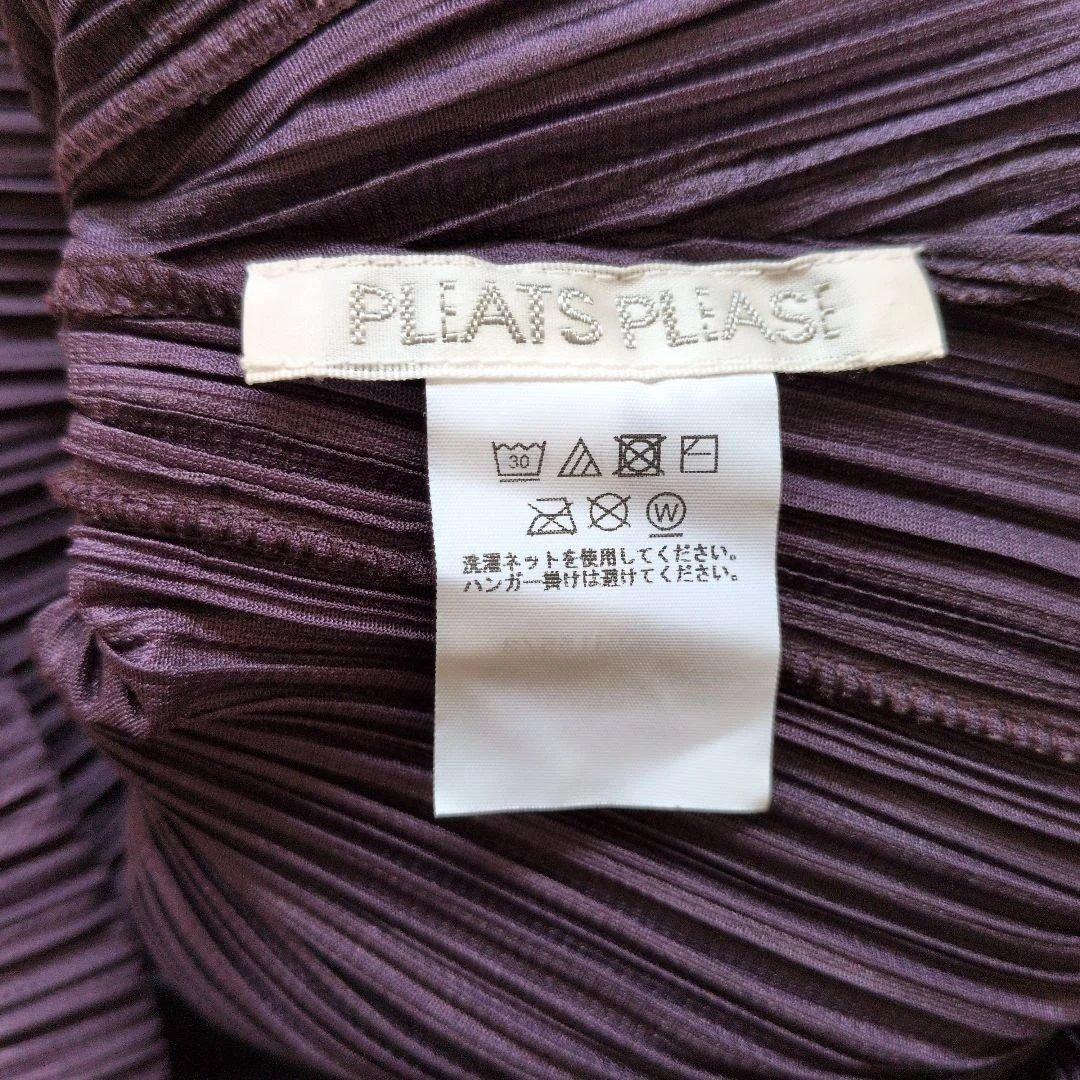 PLEATS PLEASE
30
W
洗濯ネットを使用してください。
ハンガー掛けは避けてください。